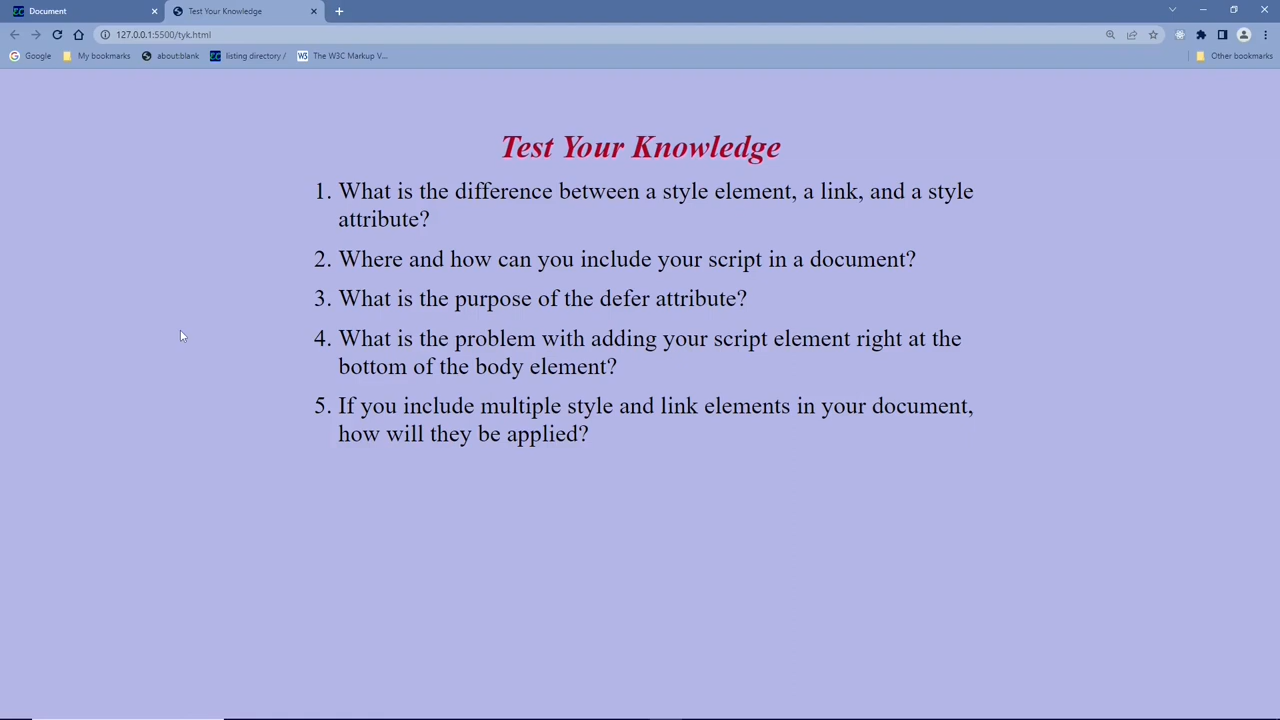 Document
Test Your Knowledge
127.0.0.1:5500/tyk.html
Google
My bookmarks
about:blank
listing directory /
The W3C Markup V...
Other bookmarks
Test Your Knowledge
1. What is the difference between a style element, a link, and a style
attribute?
2. Where and how can you include your script in a document?
3. What is the purpose of the defer attribute?
4. What is the problem with adding your script element right at the
bottom of the body element?
5. If you include multiple style and link elements in your document,
how will they be applied?